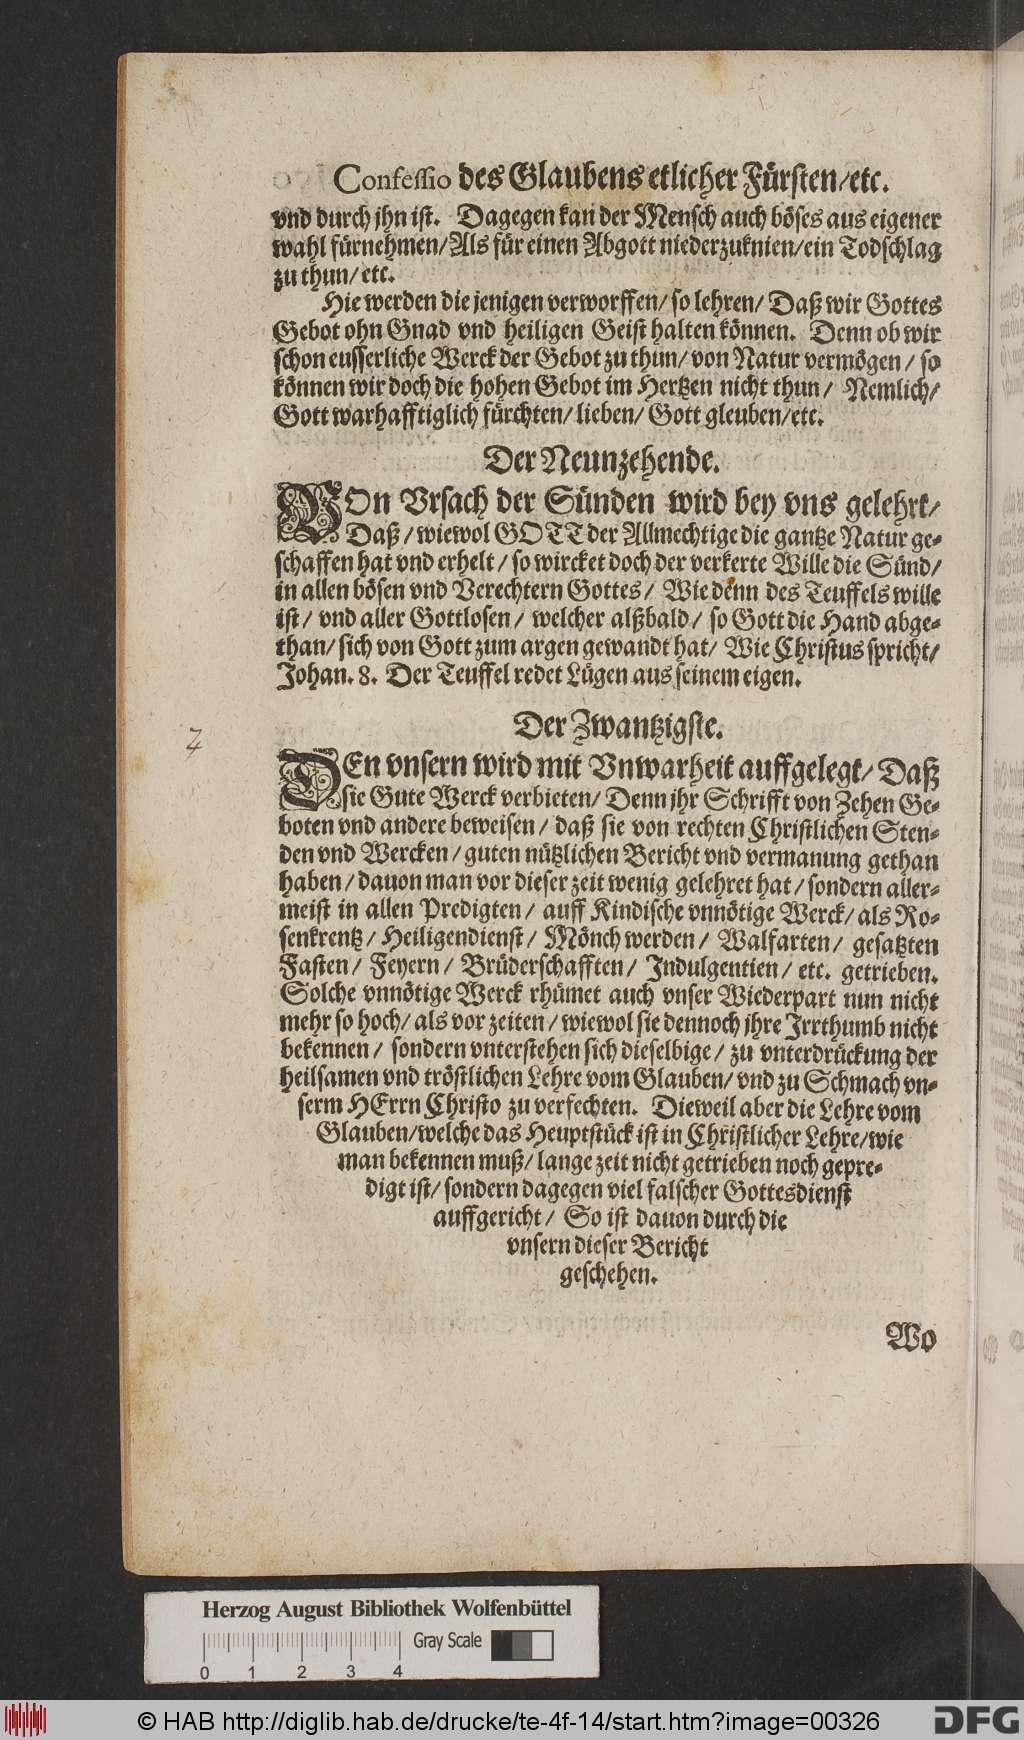 Confessio des Glaubens etlicher Fürsten/etc.
vnd durch jhn ist. Dagegen kan der Mensch auch böses aus eigener
wahl fürnehmen/Als für einen Abgott niederzuknien/ein Todschlag
zu thun/etc.
Hie werden die jenigen verworffen/so lehren/Daß wir Gottes
Gebot ohn Gnad vnd heiligen Geist halten können. Denn ob wir
schon eusserliche Werck der Gebot zu thun/von Natur vermögen/so
können wir doch die hohen Gebot im Hertzen nicht thun/ Nemlich/
Gott warhafftiglich fürchten/lieben/Gott gleuben/etc.
Der Neunzehende.
VOn Vrsach der Sünden wird bey vns gelehrt/
Daß/wiewol GOTT der Allmechtige die gantze Natur ge-
schaffen hat vnd erhelt/so wircket doch der verkerte Wille die Sünd/
in allen bösen vnd Verechtern Gottes/ Wie denn des Teuffels wille
ist/vnd aller Gottlosen/welcher alßbald/so Gott die Hand abge-
than/sich von Gott zum argen gewandt hat/ Wie Christus spricht/
Johan. 8. Der Teuffel redet Lügen aus seinem eigen.
Der Zwantzigste.
DEn vnsern wird mit Vnwarheit auffgelegt/Daß
sie Gute Werck verbieten/Denn jhr Schrifft von Zehen Ge-
boten vnd andere beweisen/daß sie von rechten Christlichen Sten-
den vnd Wercken/guten nützlichen Bericht vnd vermanung gethan
haben/dauon man vor dieser zeit wenig gelehret hat/sondern aller-
meist in allen Predigten/ auff Kindische vnnötige Werck/als Ro-
senkrentz/Heiligendienst/Mönch werden/ Walfarten/ gesatzten
Fasten/ Feyern/ Brüderschafften/ Indulgentien/ etc. getrieben.
Solche vnnötige Werck rhümet auch vnser Wiederpart nun nicht
mehr so hoch/als vor zeiten/wiewol sie dennoch jhre Irrthumb nicht
bekennen/ sondern vnterstehen sich dieselbige/zu vnterdrückung der
heilsamen vnd tröstlichen Lehre vom Glauben/vnd zu Schmach vn-
serm HErrn Christo zu verfechten. Dieweil aber die Lehre vom
Glauben/welche das Heuptstück ist in Christlicher Lehre/wie
man bekennen muß/lange zeit nicht getrieben noch gepre-
digt ist/sondern dagegen viel falscher Gottesdienst
auffgericht/ So ist dauon durch die
vnsern dieser Bericht
geschehen.
Wo
Herzog August Bibliothek Wolfenbüttel
Gray Scale
0 1 2 3 4
© HAB http://diglib.hab.de/drucke/te-4f-14/start.htm?image=00326
DFG